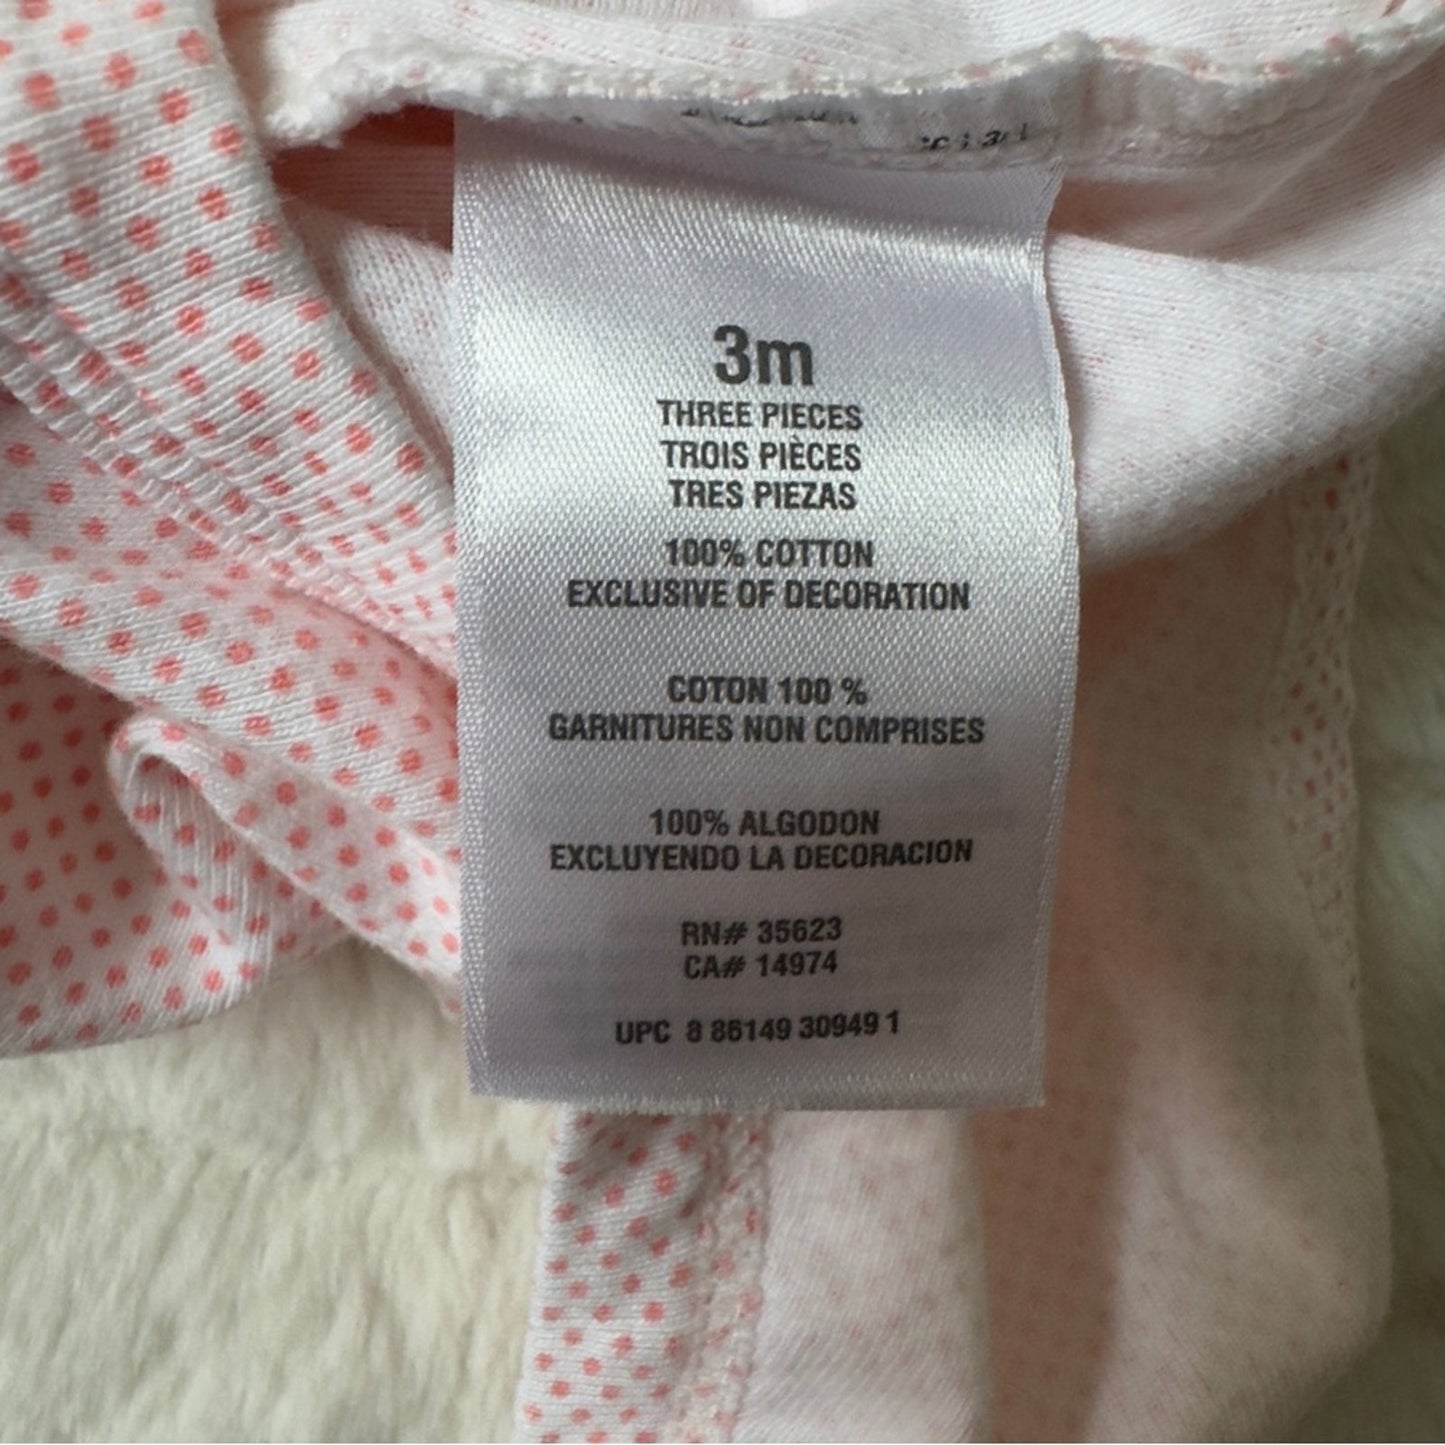 3m
THREE PIECES
TROIS PIÈCES
TRES PIEZAS
100% COTTON
EXCLUSIVE OF DECORATION
COTON 100 %
GARNITURES NON COMPRISES
100% ALGODON
EXCLUYENDO LA DECORACION
RN# 35623
CA# 14974
UPC 8 86149 30949 1